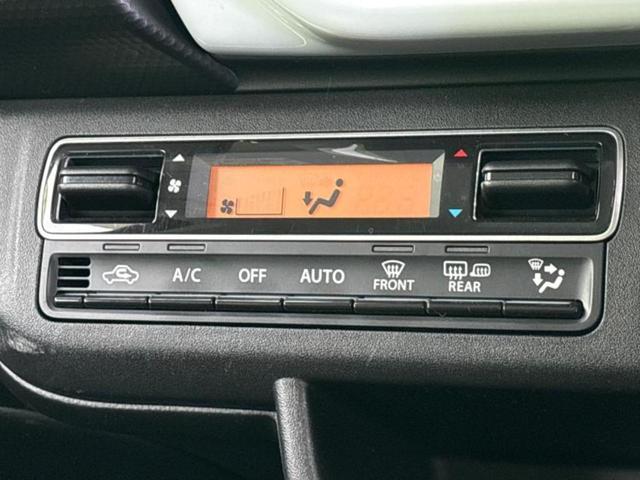 A/C OFF AUTO FRONT REAR